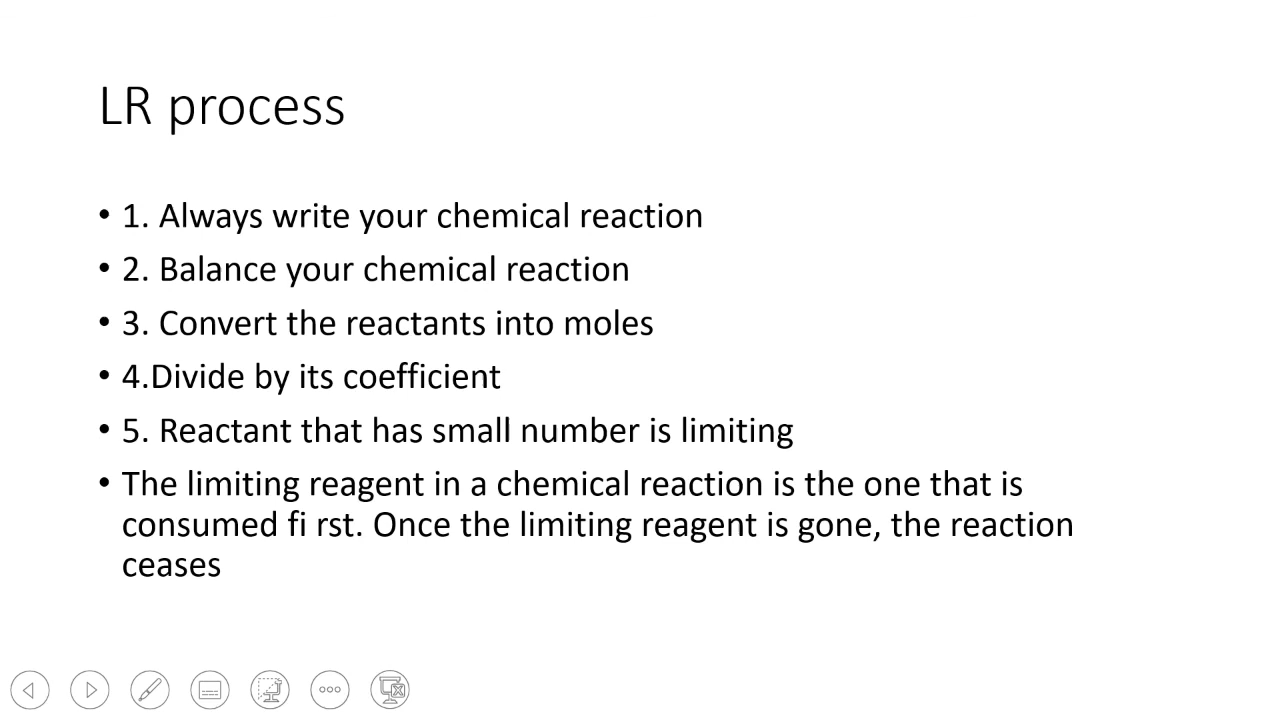 LR process
• 1. Always write your chemical reaction
• 2. Balance your chemical reaction
• 3. Convert the reactants into moles
• 4.Divide by its coefficient
• 5. Reactant that has small number is limiting
• The limiting reagent in a chemical reaction is the one that is
consumed fi rst. Once the limiting reagent is gone, the reaction
ceases